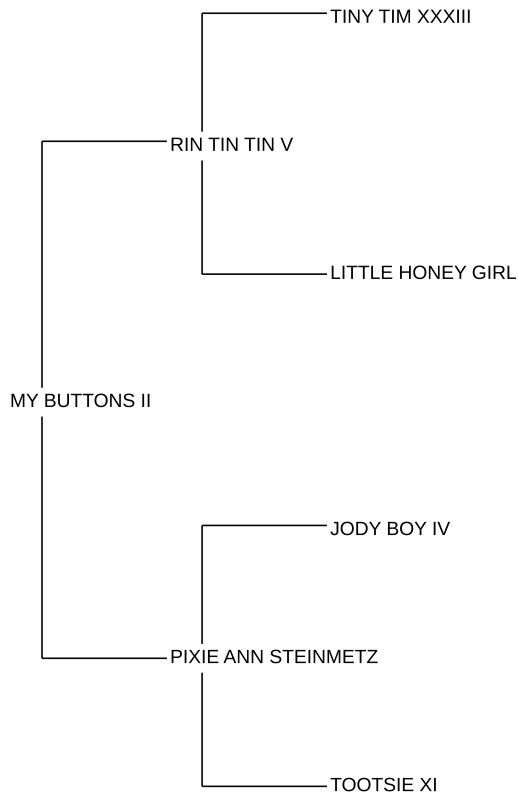 TINY TIM XXXIII
RIN TIN TIN V
LITTLE HONEY GIRL
MY BUTTONS II
JODY BOY IV
PIXIE ANN STEINMETZ
TOOTSIE XI